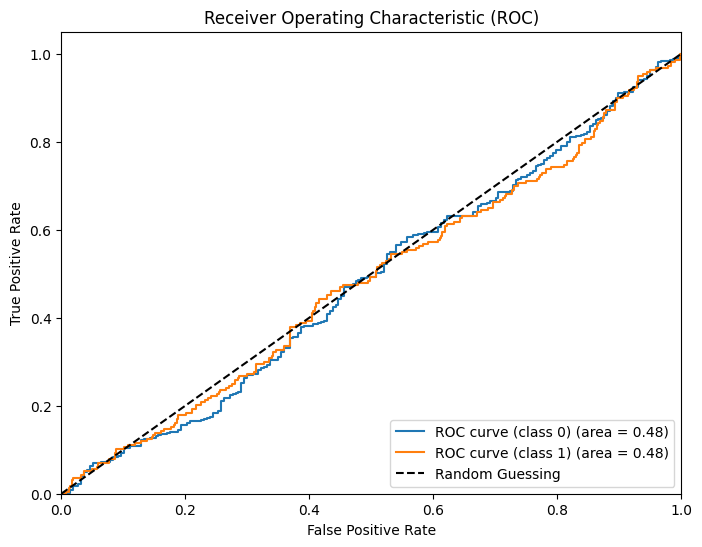 Receiver Operating Characteristic (ROC)
1.0
0.8
0.6
0.4
0.2
0.0
True Positive Rate
ROC curve (class 0) (area = 0.48)
ROC curve (class 1) (area = 0.48)
Random Guessing
0.0 0.2 0.4 0.6 0.8 1.0
False Positive Rate